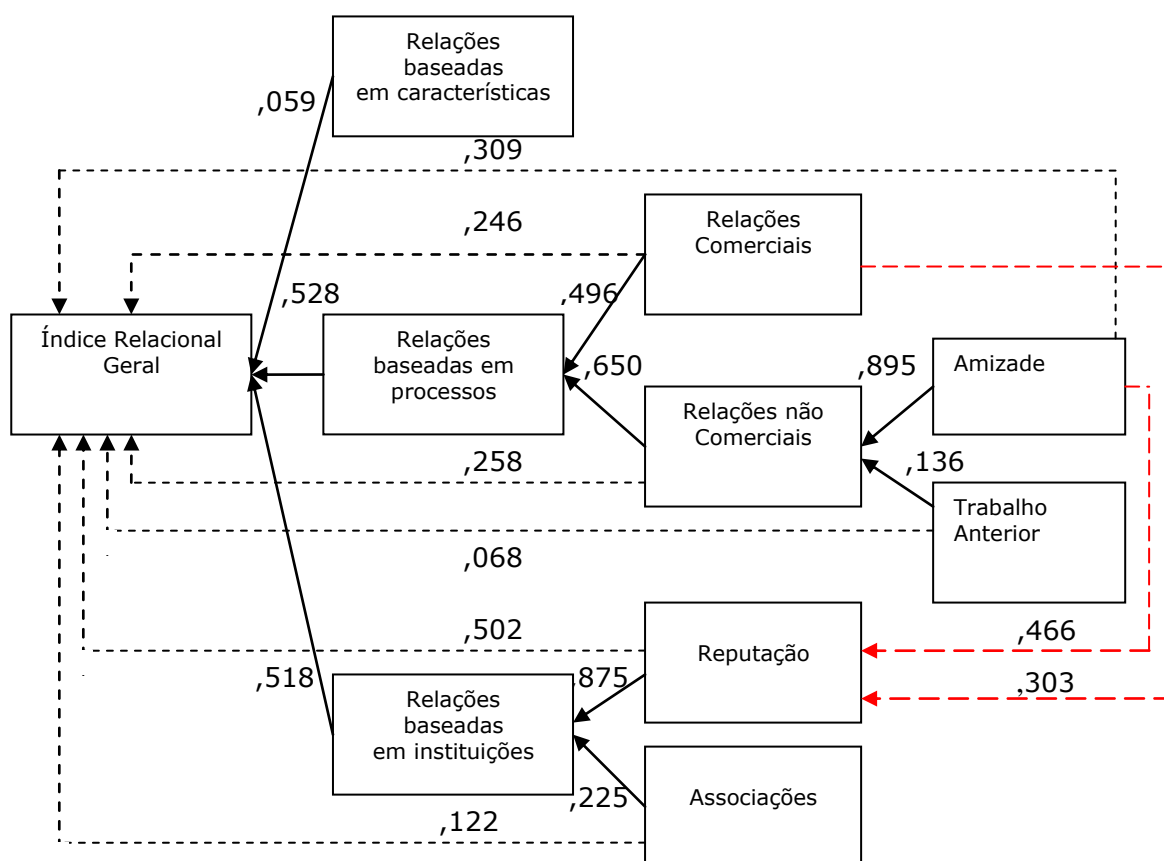 Relações
baseadas
em características
,059
,309
Relações
Comerciais
,246
,528
,496
Índice Relacional
Geral
Relações
baseadas em
processos
,650
,895
Amizade
Relações não
Comerciais
,258
,136
Trabalho
Anterior
,068
,502
Reputação
,466
,518
,875
,303
Relações
baseadas
em instituições
,225
Associações
,122